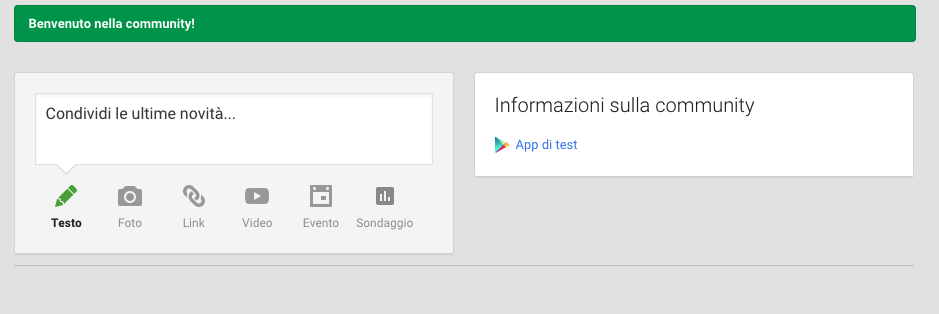 Benvenuto nella community!
Condividi le ultime novità...
Testo
Foto
Link
Video
Evento
Sondaggio
Informazioni sulla community
App di test